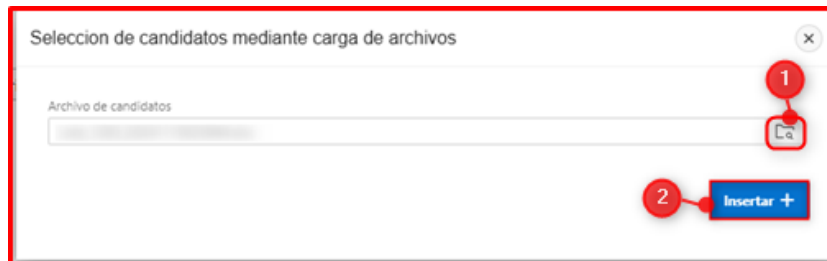 Seleccion de candidatos mediante carga de archivos
1
Archivo de candidatos
2
Insertar +